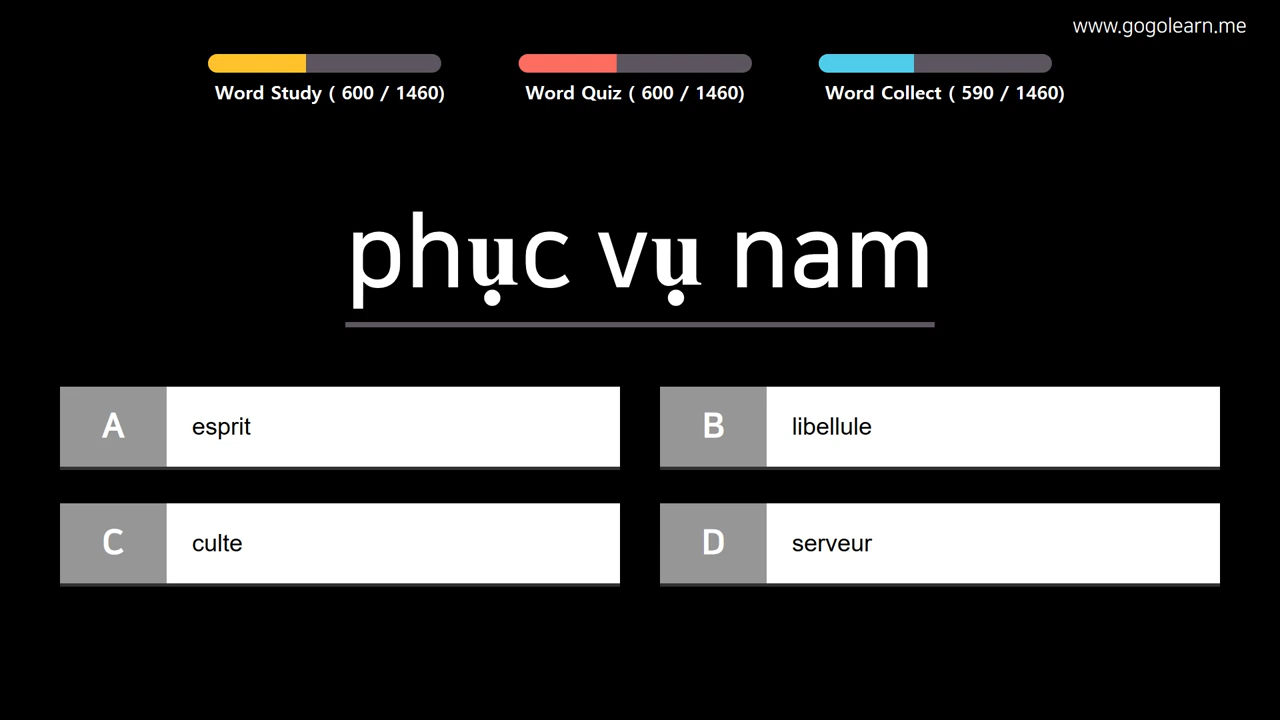 www.gogolearn.me
Word Study ( 600 / 1460)
Word Quiz ( 600 / 1460)
Word Collect ( 590 / 1460)
phục vụ nam
A esprit
B libellule
C culte
D serveur